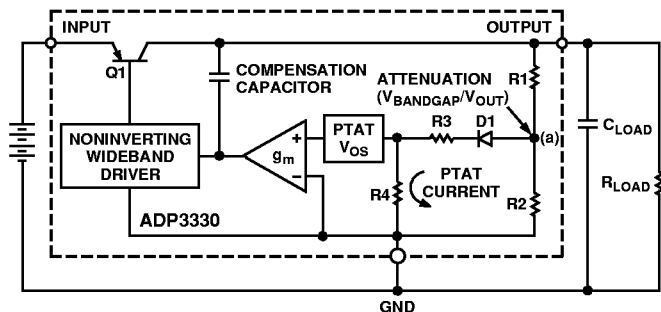 INPUT
OUTPUT
Q1
COMPENSATION
CAPACITOR
ATTENUATION
(VBANDGAP/VOUT)
R1
R3
D1
(a)
NONINVERTING
WIDEBAND
DRIVER
gm
+
−
PTAT
VOS
R4
PTAT
CURRENT
R2
CLOAD
RLOAD
ADP3330
GND